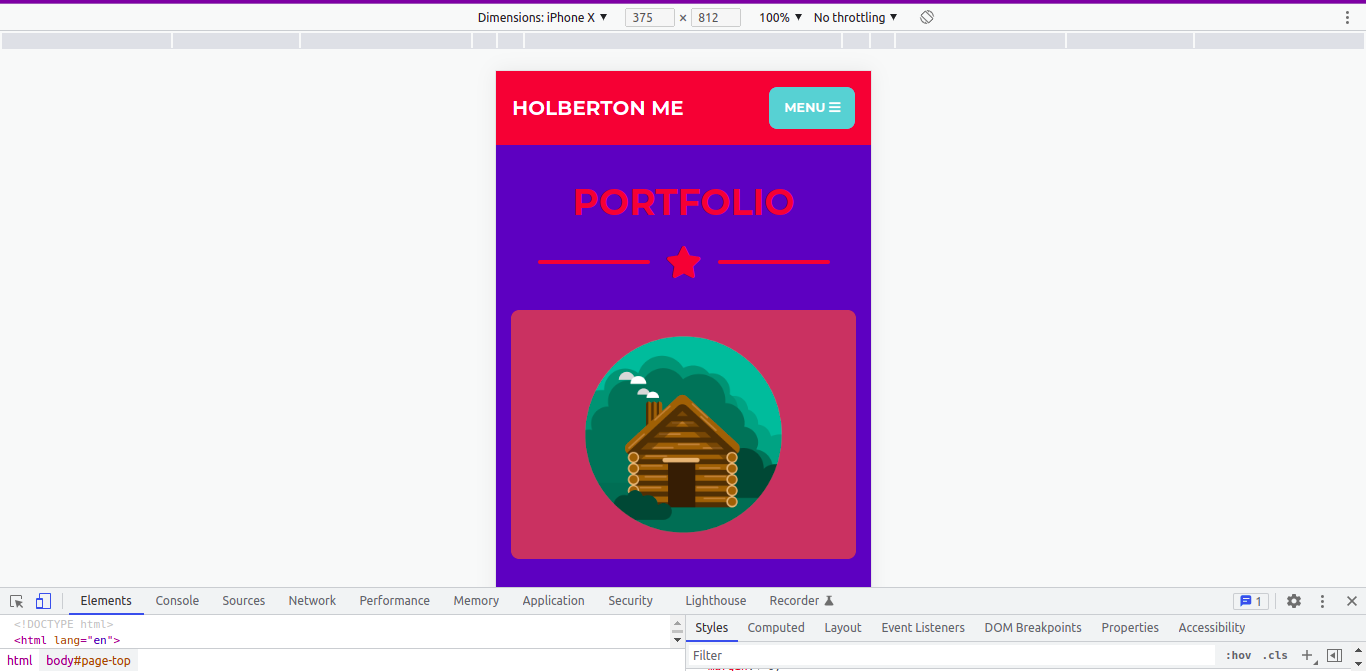 Dimensions: iPhone X ▼ 375 × 812 100% ▼ No throttling ▼
HOLBERTON ME
MENU
PORTFOLIO
Elements Console Sources Network Performance Memory Application Security Lighthouse Recorder 1
<!DOCTYPE html>
<html lang="en">
html body#page-top
Styles Computed Layout Event Listeners DOM Breakpoints Properties Accessibility
Filter :hov .cls